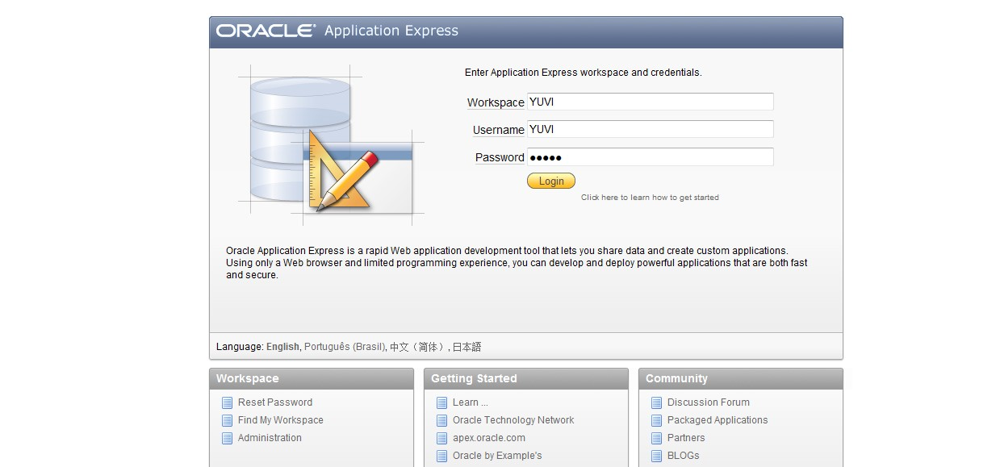 ORACLE® Application Express
Enter Application Express workspace and credentials.
Workspace YUVI
Username YUVI
Password ●●●●●
Login
Click here to learn how to get started
Oracle Application Express is a rapid Web application development tool that lets you share data and create custom applications.
Using only a Web browser and limited programming experience, you can develop and deploy powerful applications that are both fast
and secure.
Language: English, Português (Brasil), 中文（简体）, 日本語
Workspace
Reset Password
Find My Workspace
Administration
Getting Started
Learn ...
Oracle Technology Network
apex.oracle.com
Oracle by Example's
Community
Discussion Forum
Packaged Applications
Partners
BLOGs